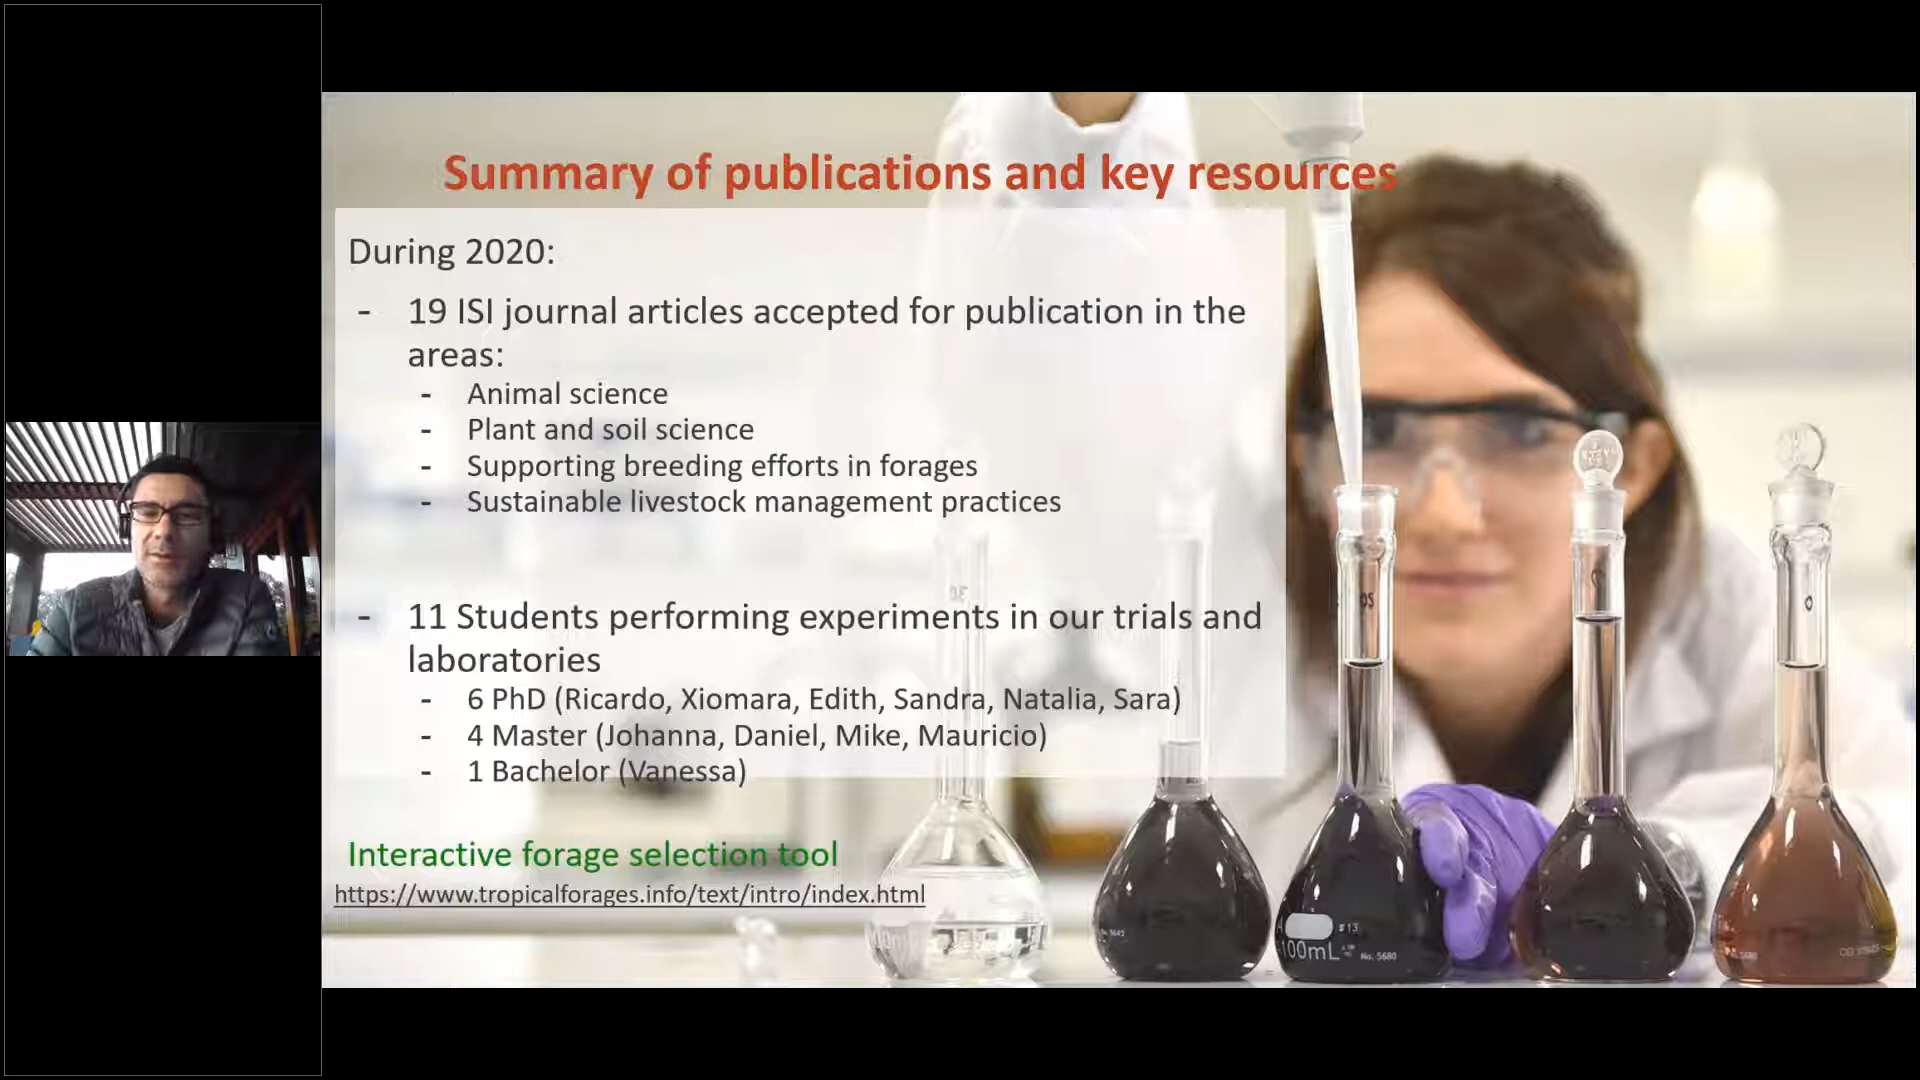 Summary of publications and key resources
During 2020:
- 19 ISI journal articles accepted for publication in the
areas:
- Animal science
- Plant and soil science
- Supporting breeding efforts in forages
- Sustainable livestock management practices
- 11 Students performing experiments in our trials and
laboratories
- 6 PhD (Ricardo, Xiomara, Edith, Sandra, Natalia, Sara)
- 4 Master (Johanna, Daniel, Mike, Mauricio)
- 1 Bachelor (Vanessa)
Interactive forage selection tool
https://www.tropicalforages.info/text/intro/index.html
#13
100mL
No. 5680